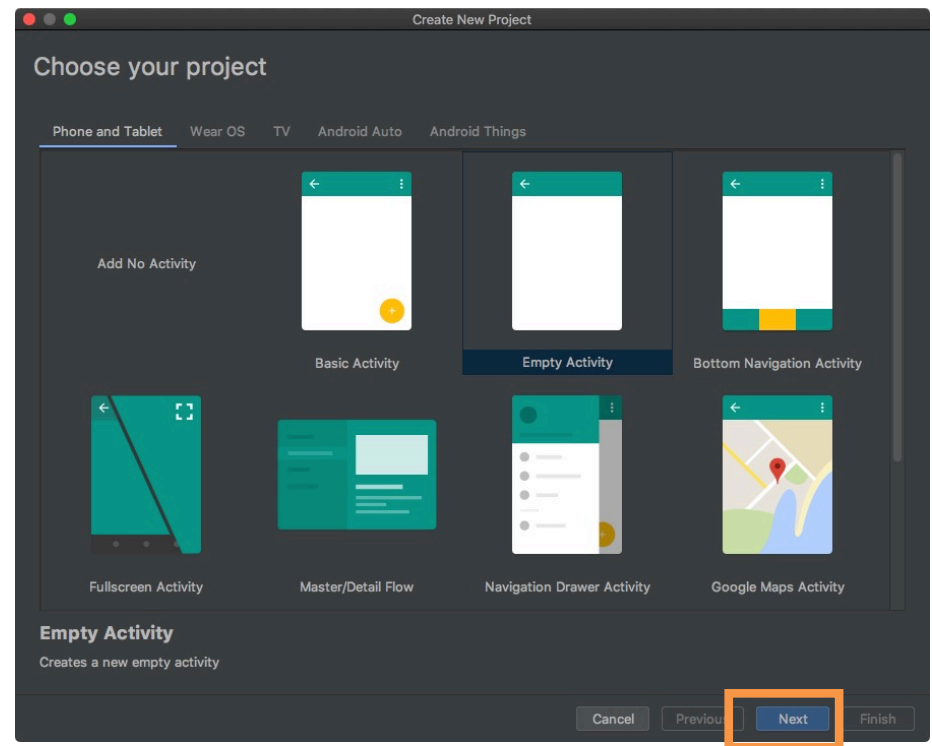 Create New Project
Choose your project
Phone and Tablet Wear OS TV Android Auto Android Things
Add No Activity
Basic Activity
Empty Activity
Bottom Navigation Activity
Fullscreen Activity
Master/Detail Flow
Navigation Drawer Activity
Google Maps Activity
Empty Activity
Creates a new empty activity
Cancel Previous Next Finish